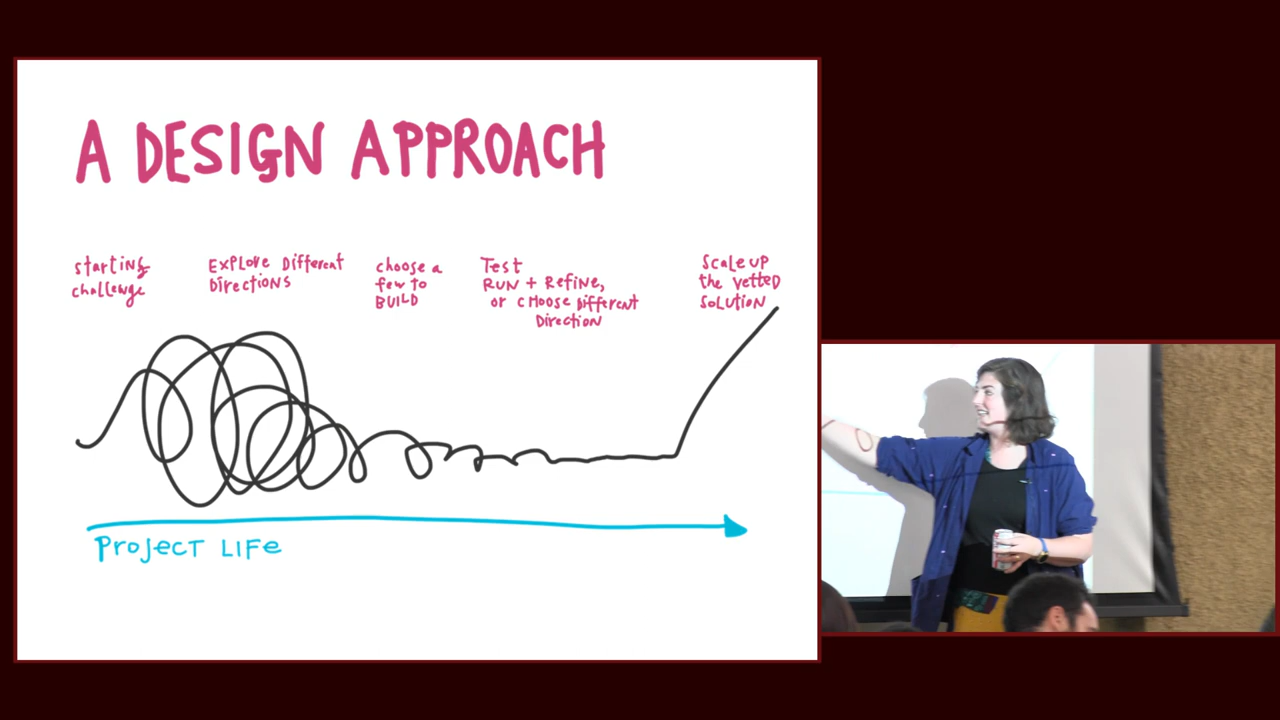 A DESIGN APPROACH
starting
challenge
EXPLORE DIFFERENT
DIRECTIONS
choose a
few to
BUILD
Test
RUN + REFINE,
or CHOOSE DIFFERENT
DIRECTION
SCALE UP
the VETTED
SOLUTION
PROJECT LIFE